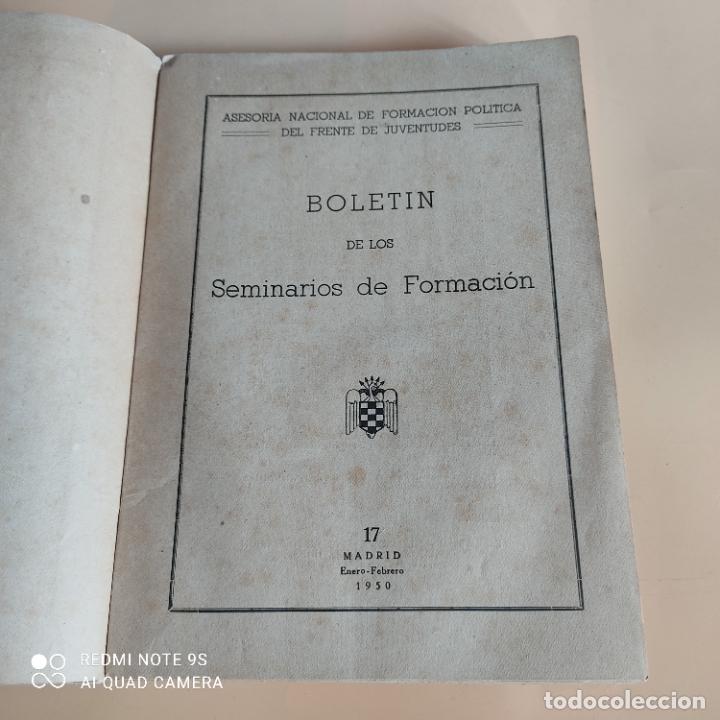 ASESORIA NACIONAL DE FORMACION POLITICA
DEL FRENTE DE JUVENTUDES
BOLETIN
DE LOS
Seminarios de Formación
17
MADRID
Enero-Febrero
1950
REDMI NOTE 9S
AI QUAD CAMERA
todocoleccion